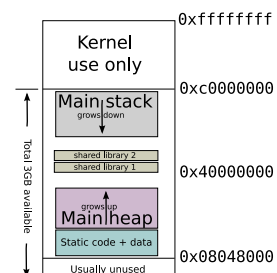 0xffffffff
Kernel
use only
0xc0000000
Main stack
grows down
Total 3GB available
shared library 2
shared library 1
0x40000000
grows up
Main heap
Static code + data
0x08048000
Usually unused